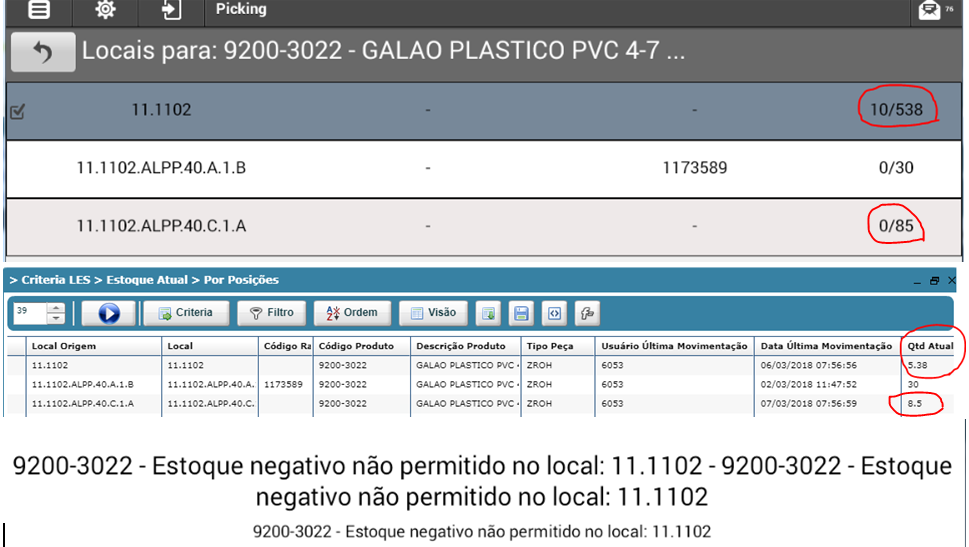 Picking
76
Locais para: 9200-3022 - GALAO PLASTICO PVC 4-7 ...
11.1102 - - 10/538
11.1102.ALPP.40.A.1.B - 1173589 0/30
11.1102.ALPP.40.C.1.A - - 0/85
> Criteria LES > Estoque Atual > Por Posições
39 Criteria Filtro Ordem Visão
Local Origem Local Código Ra Código Produto Descrição Produto Tipo Peça Usuário Última Movimentação Data Última Movimentação Qtd Atual
11.1102 11.1102 9200-3022 GALAO PLASTICO PVC ZROH 6053 06/03/2018 07:56:56 5.38
11.1102.ALPP.40.A.1.B 11.1102.ALPP.40.A. 1173589 9200-3022 GALAO PLASTICO PVC ZROH 6053 02/03/2018 11:47:52 30
11.1102.ALPP.40.C.1.A 11.1102.ALPP.40.C. 9200-3022 GALAO PLASTICO PVC ZROH 6053 07/03/2018 07:56:59 8.5
9200-3022 - Estoque negativo não permitido no local: 11.1102 - 9200-3022 - Estoque
negativo não permitido no local: 11.1102
9200-3022 - Estoque negativo não permitido no local: 11.1102